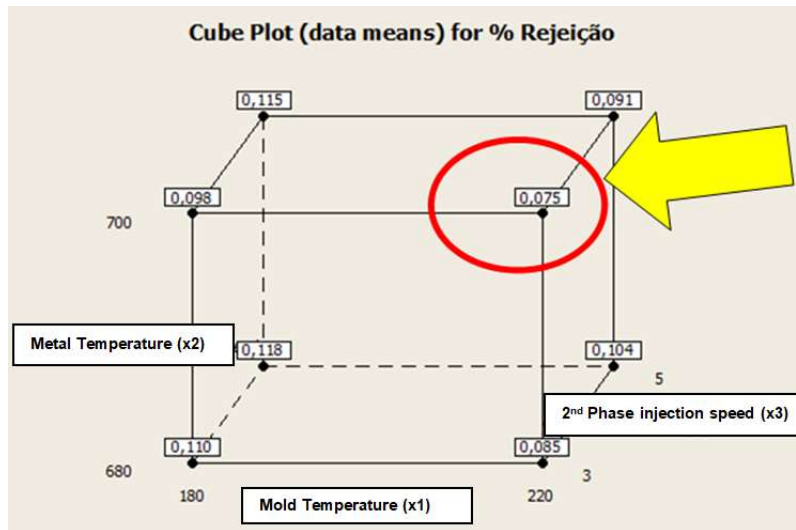 Cube Plot (data means) for % Rejeição
0,115 0,091
0,098 0,075
700
Metal Temperature (x2)
0,118 0,104
5
2nd Phase injection speed (x3)
0,110 0,085
680 3
180 Mold Temperature (x1) 220